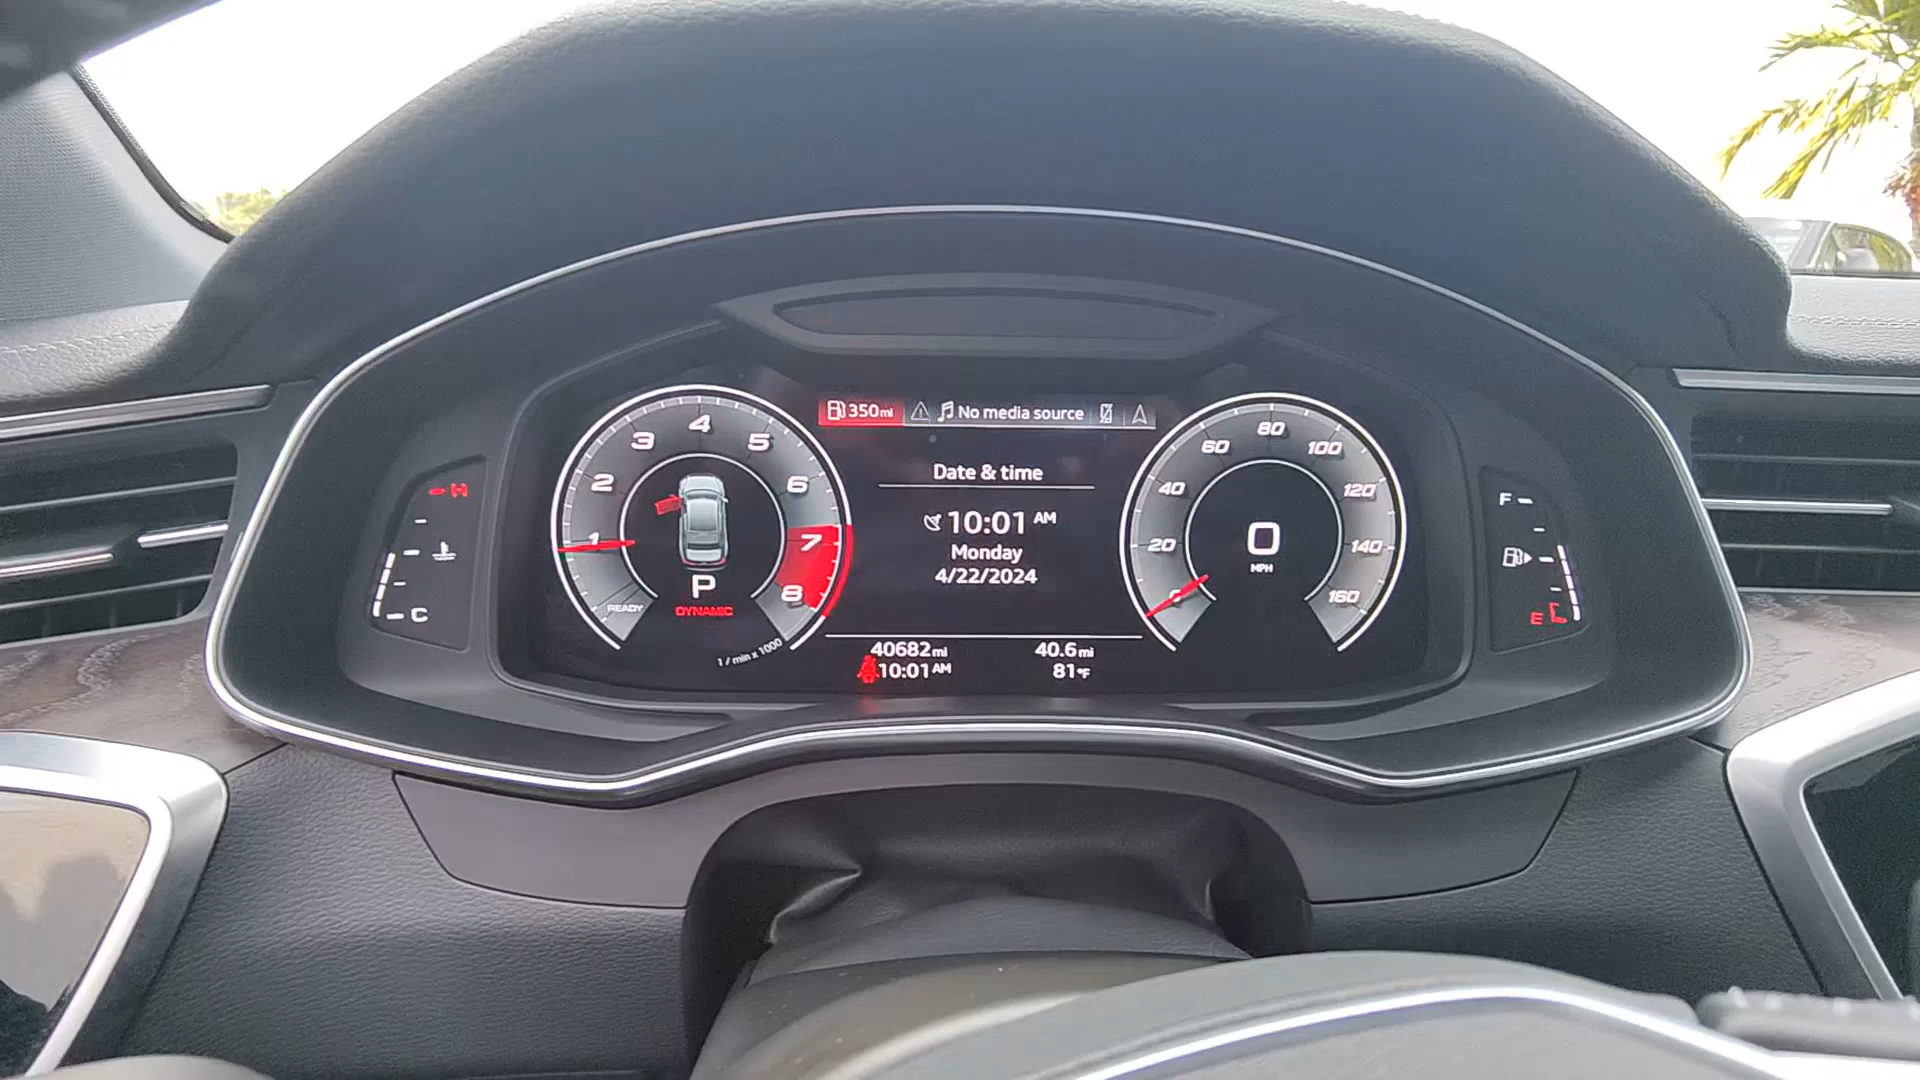 350mi No media source
Date & time
10:01 AM
Monday
4/22/2024
40682mi 40.6mi
10:01AM 81°F
1 2 3 4 5 6 7 8
READY
P
DYNAMIC
1 / min x 1000
0 20 40 60 80 100 120 140 160
0
MPH
H
C
F
E